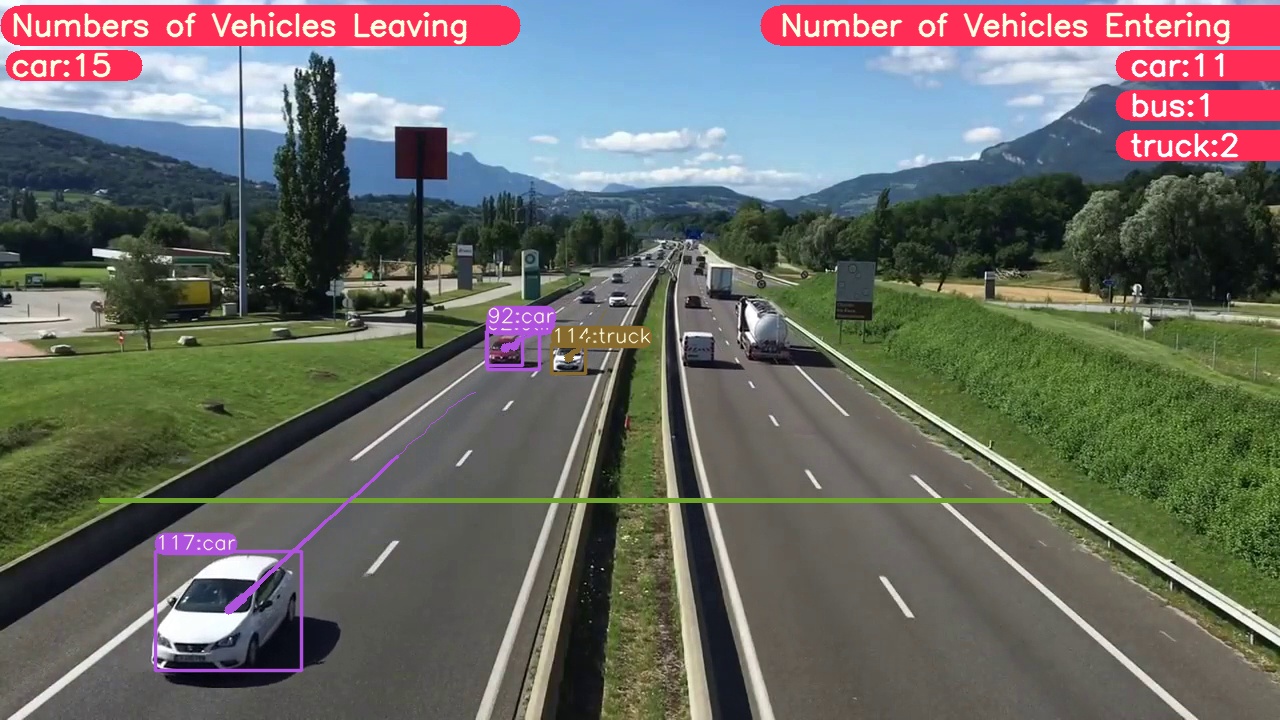 Numbers of Vehicles Leaving
Number of Vehicles Entering
car:15
car:11
bus:1
truck:2
92:car
114:truck
117:car